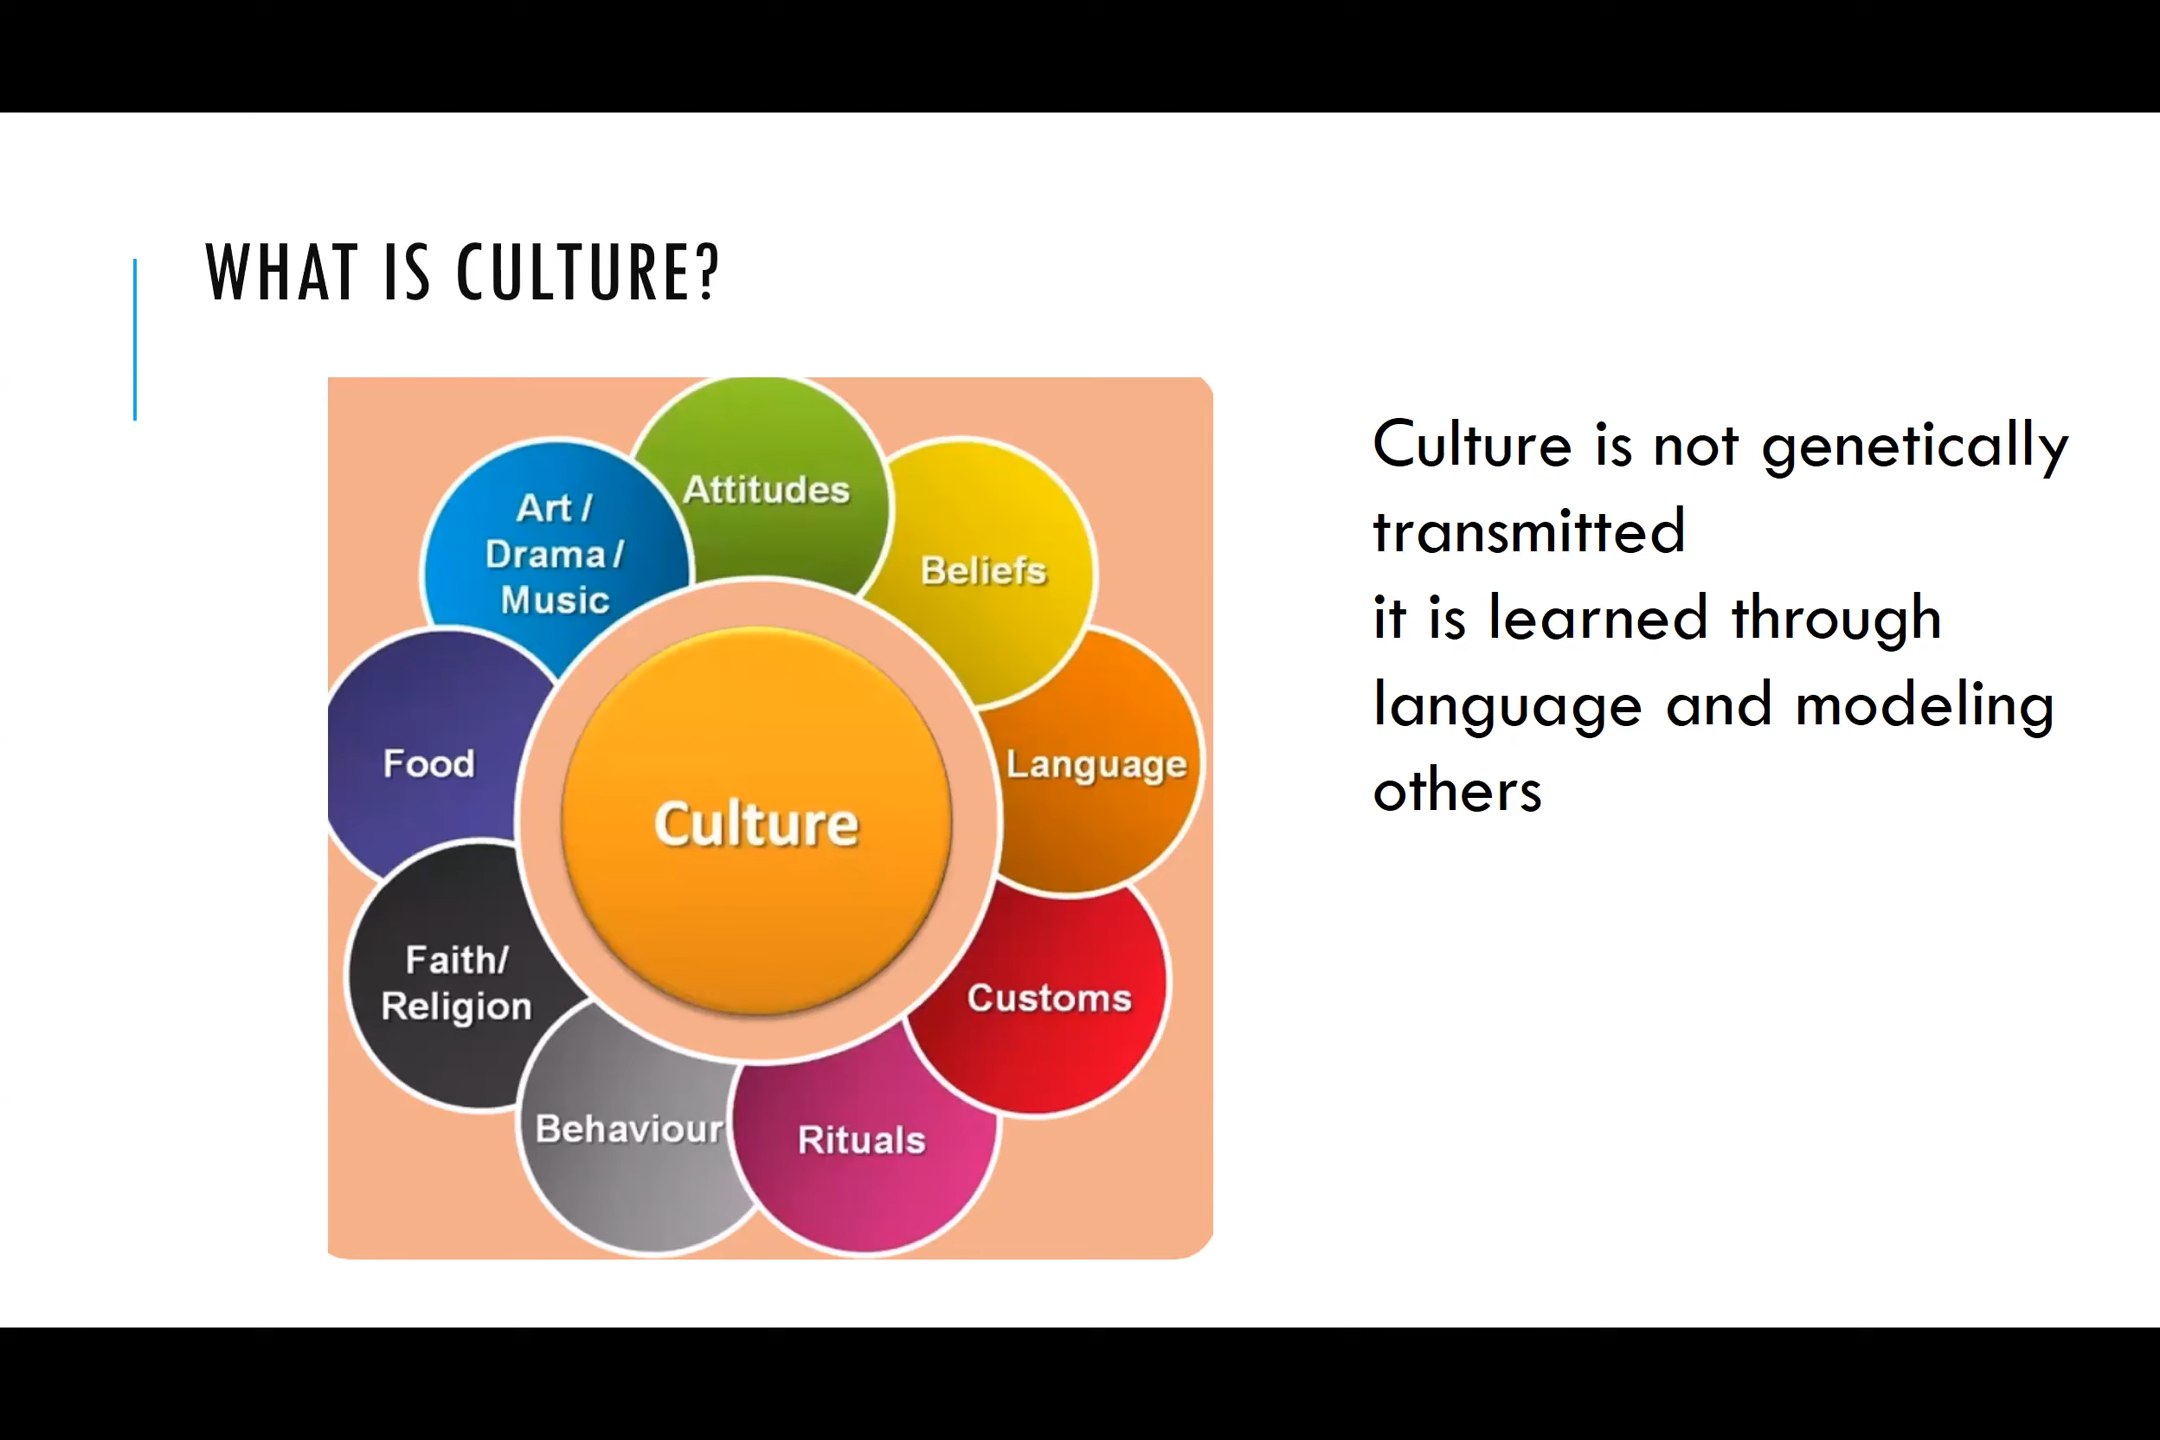 WHAT IS CULTURE?
Attitudes
Art /
Drama /
Music
Beliefs
Food
Language
Culture
Faith/
Religion
Customs
Behaviour
Rituals
Culture is not genetically
transmitted
it is learned through
language and modeling
others